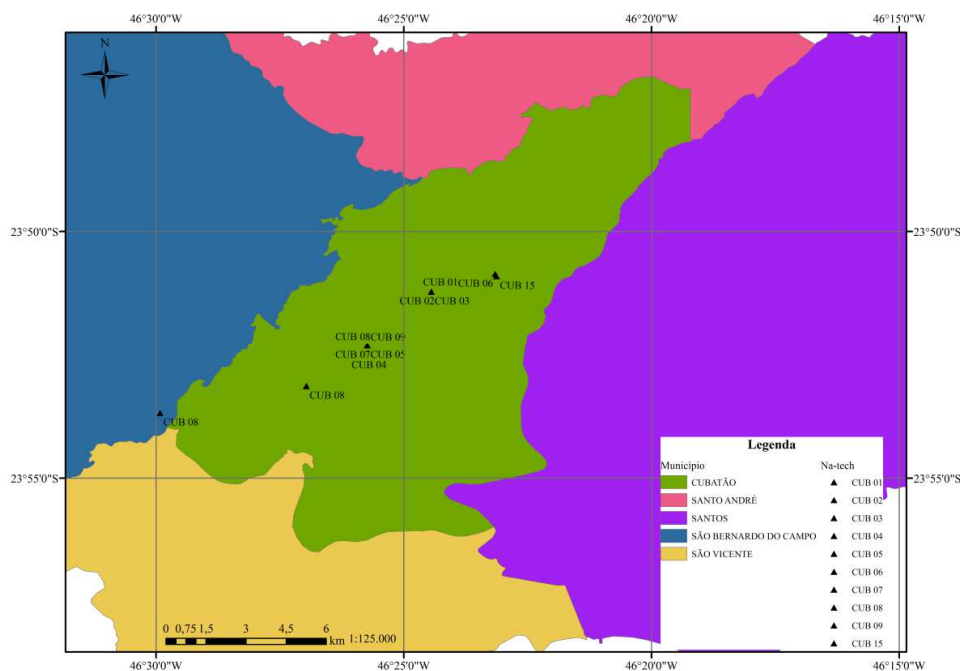 46°30'0"W 46°25'0"W 46°20'0"W 46°15'0"W
N
23°50'0"S 23°50'0"S
CUB 01CUB 06
CUB 15
CUB 02CUB 03
CUB 08CUB 09
CUB 07CUB 05
CUB 04
CUB 08
CUB 08
23°55'0"S 23°55'0"S
Legenda
Município Na-tech
CUBATÃO CUB 01
SANTO ANDRÉ CUB 02
SANTOS CUB 03
SÃO BERNARDO DO CAMPO CUB 04
SÃO VICENTE CUB 05
CUB 06
CUB 07
CUB 08
CUB 09
CUB 15
0 0,75 1,5 3 4,5 6
km 1:125.000
46°30'0"W 46°25'0"W 46°20'0"W 46°15'0"W